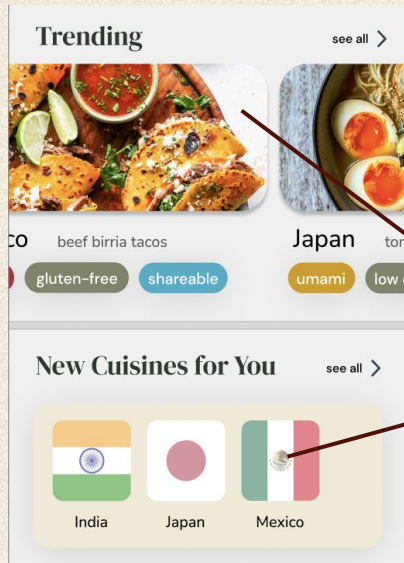 Trending see all
co beef birria tacos Japan
gluten-free shareable umami low
New Cuisines for You see all
India Japan Mexico